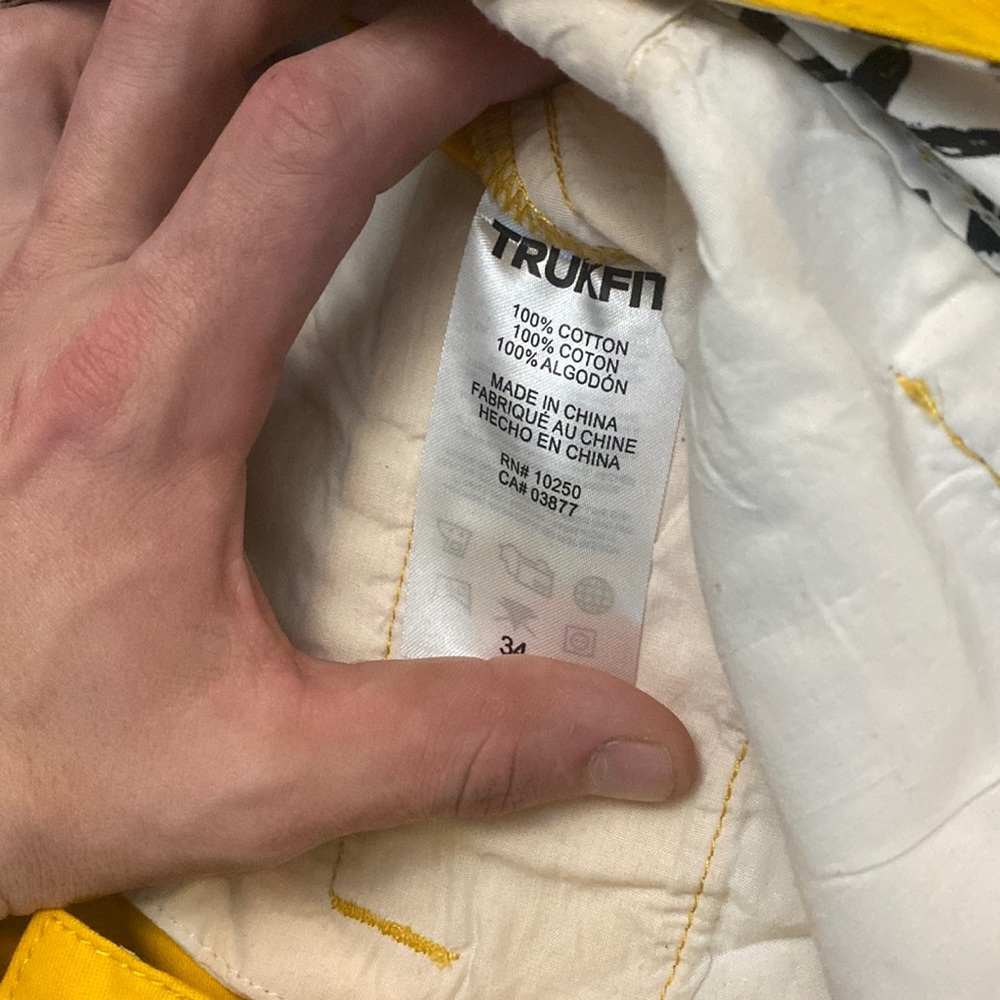 TRUKFIT
100% COTTON
100% COTON
100% ALGODÓN
MADE IN CHINA
FABRIQUÉ AU CHINE
HECHO EN CHINA
RN# 10250
CA# 03877
34